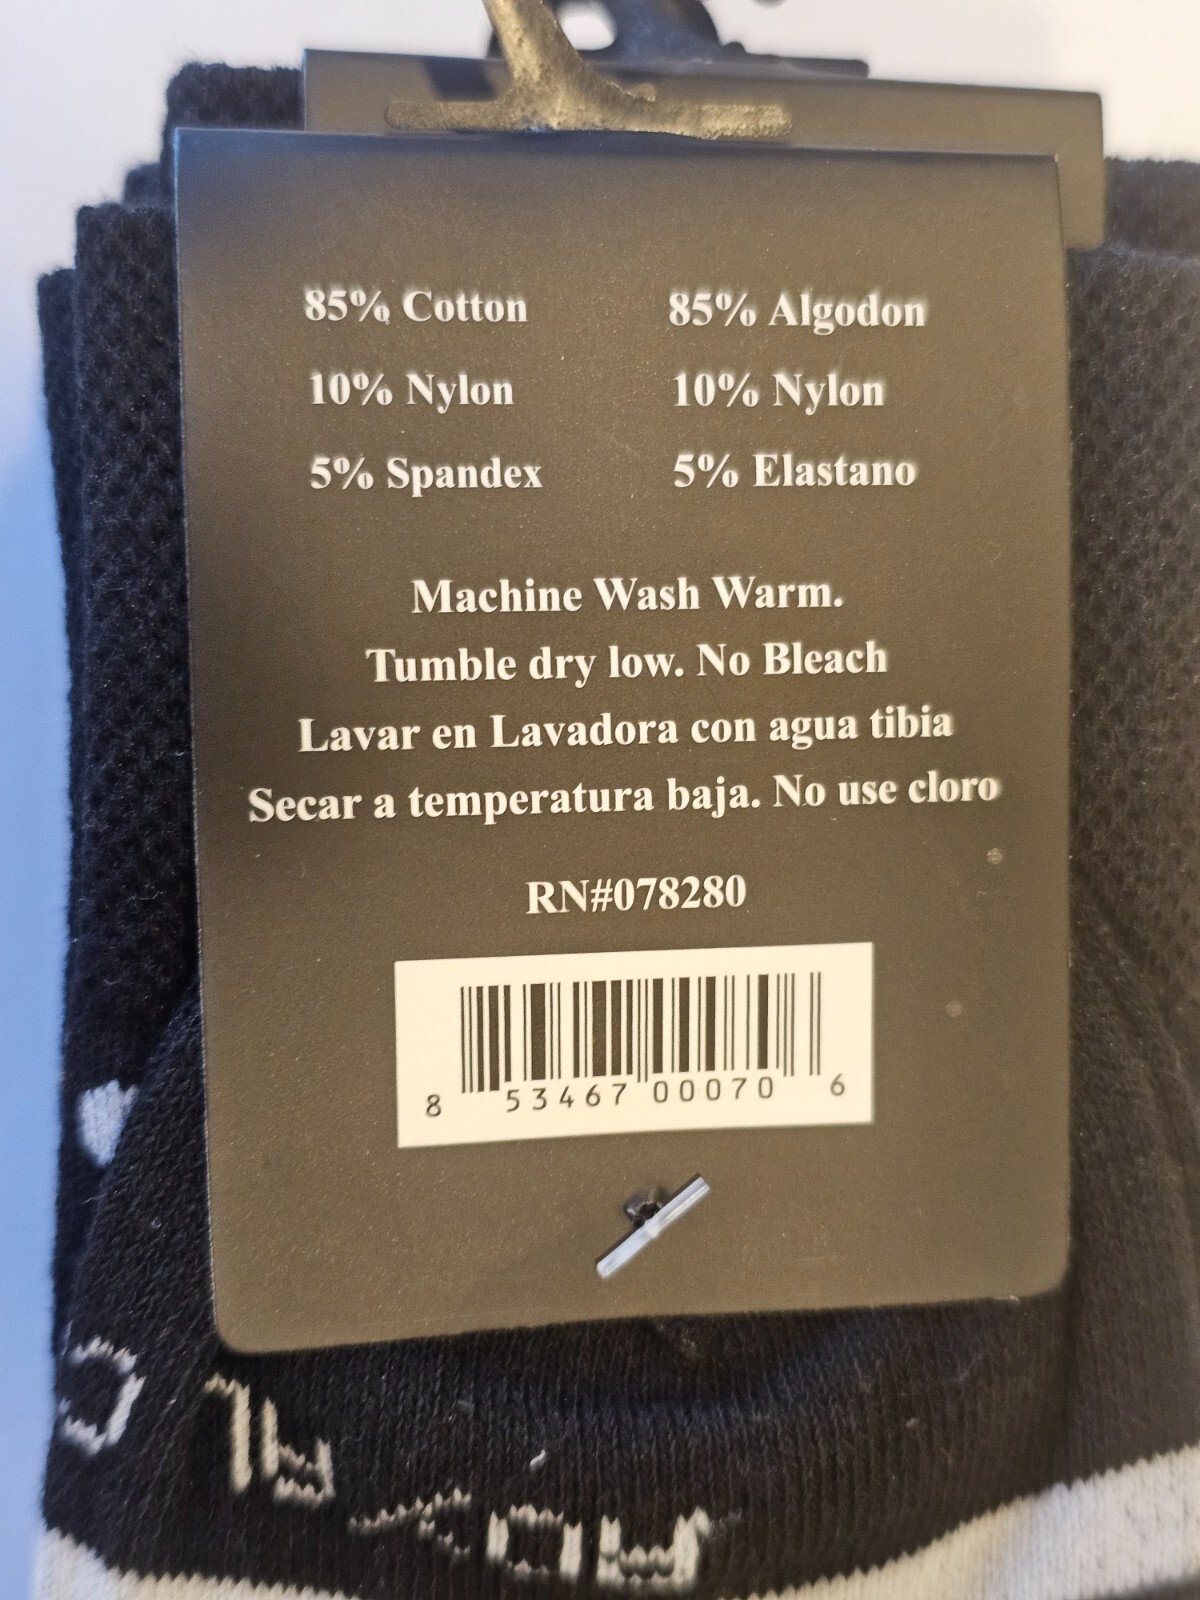 85% Cotton 85% Algodon
10% Nylon 10% Nylon
5% Spandex 5% Elastano
Machine Wash Warm.
Tumble dry low. No Bleach
Lavar en Lavadora con agua tibia
Secar a temperatura baja. No use cloro
RN#078280
8 53467 00070 6